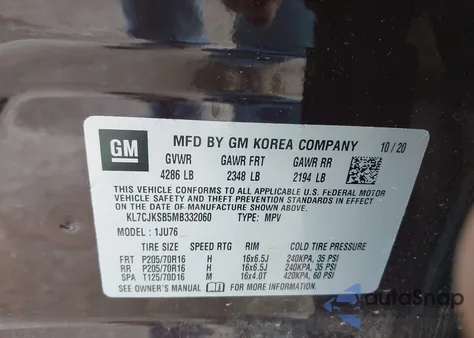 GM
MFD BY GM KOREA COMPANY 10/20
GVWR GAWR FRT GAWR RR
4286 LB 2348 LB 2194 LB
THIS VEHICLE CONFORMS TO ALL APPLICABLE U.S. FEDERAL MOTOR
VEHICLE SAFETY AND THEFT PREVENTION STANDARDS IN EFFECT
ON THE DATE OF MANUFACTURE SHOWN ABOVE.
KL7CJKSB5MB332060 TYPE: MPV
MODEL: 1JU76
TIRE SIZE SPEED RTG RIM COLD TIRE PRESSURE
FRT P205/70R16 H 16x6.5J 240KPA, 35 PSI
RR P205/70R16 H 16x6.5J 240KPA, 35 PSI
SPA T125/70D16 M 16x4.0T 420KPA, 60 PSI
SEE OWNER'S MANUAL FOR MORE INFORMATION.
autoSnap